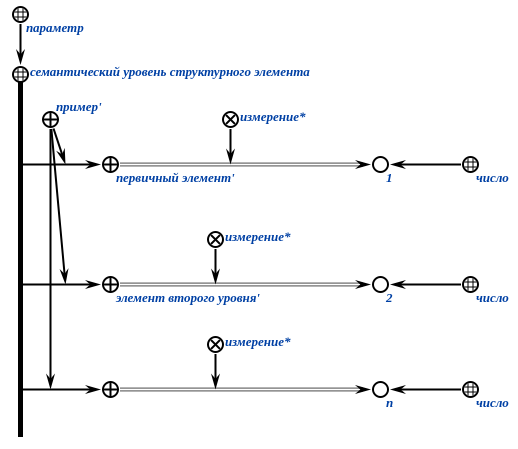 параметр
семантический уровень структурного элемента
пример'
измерение*
первичный элемент'
1
число
измерение*
элемент второго уровня'
2
число
измерение*
n
число